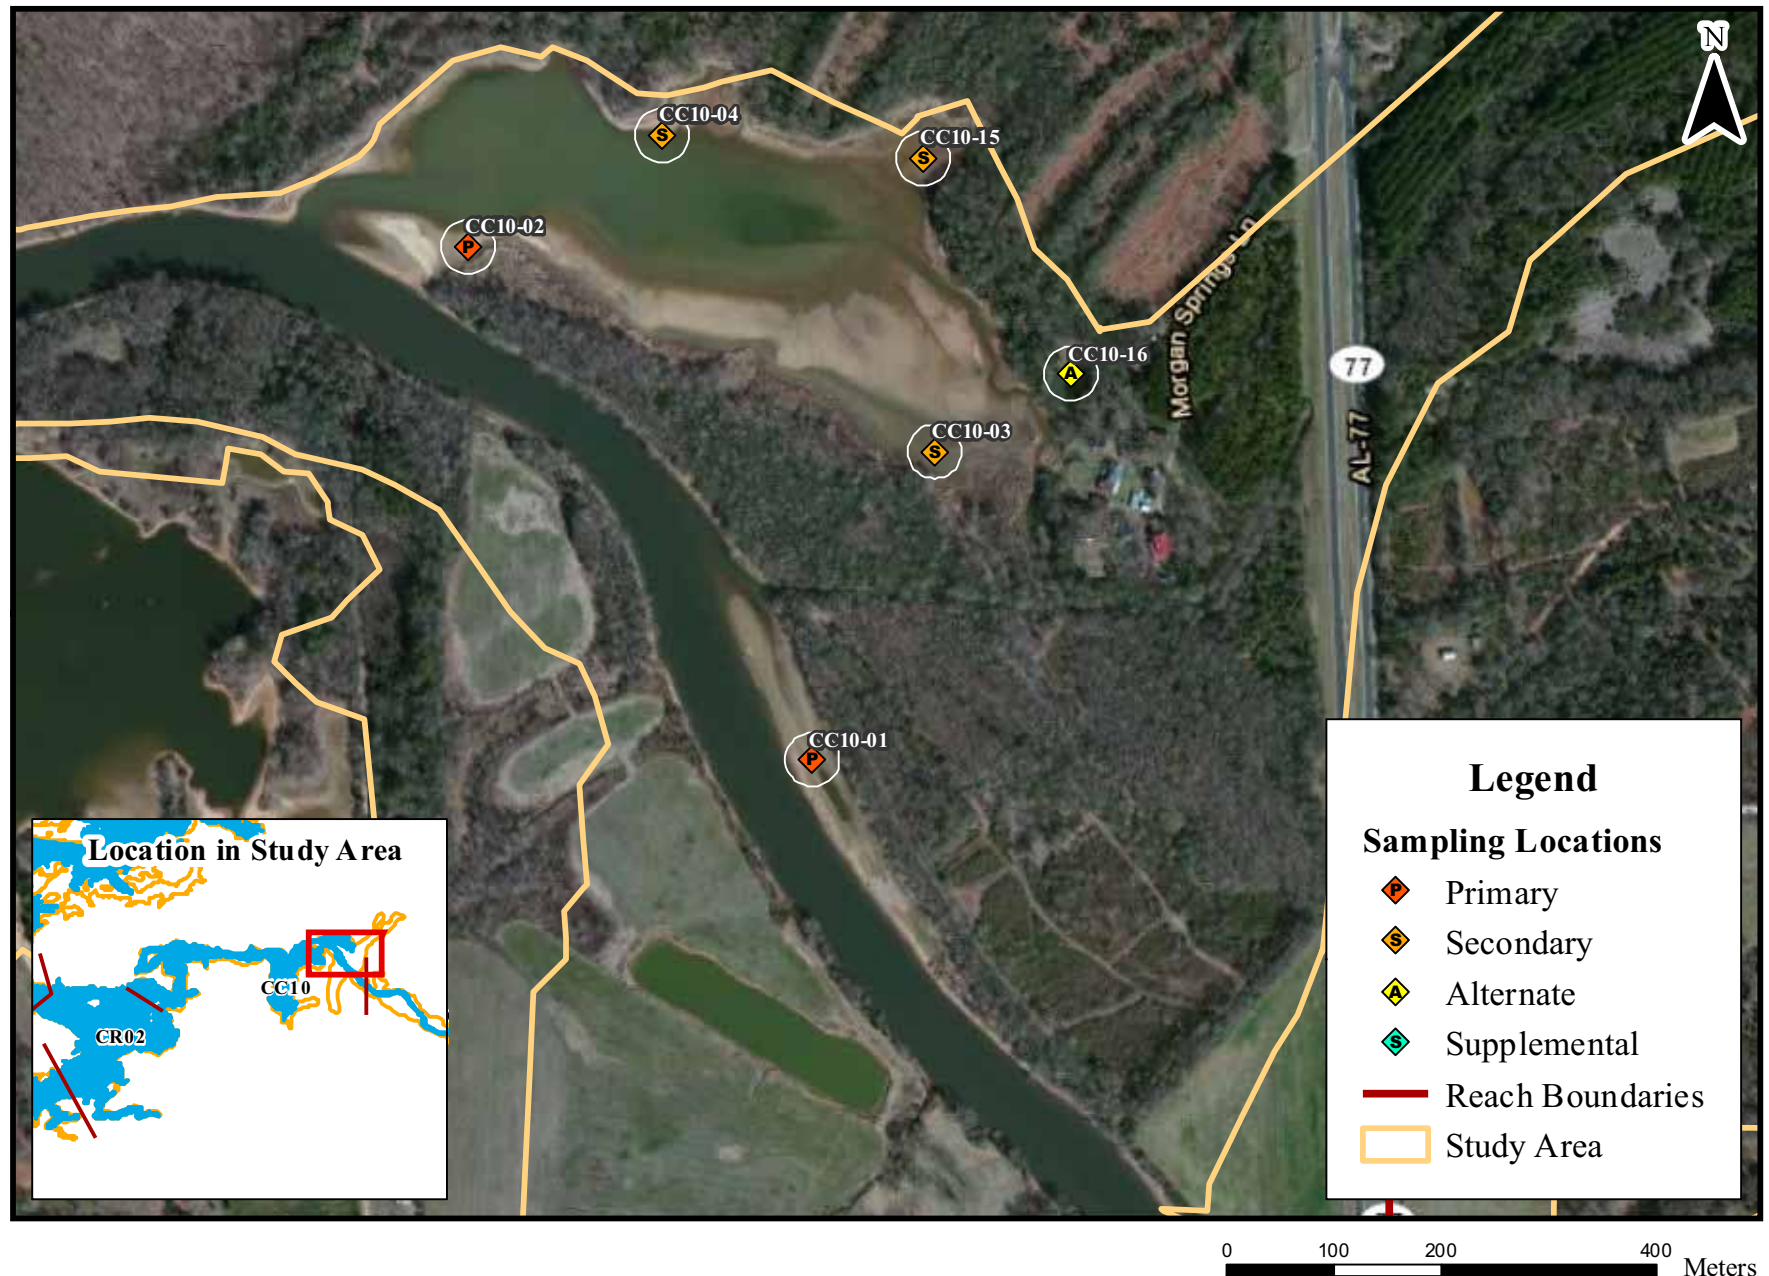 N
CC10-04
S
CC10-15
S
CC10-02
P
Morgan Springs Ln
CC10-16
A
77
AL-77
CC10-03
S
CC10-01
P
Legend
Sampling Locations
P Primary
S Secondary
A Alternate
S Supplemental
Reach Boundaries
Study Area
Location in Study Area
CC10
CR02
0 100 200 400
Meters